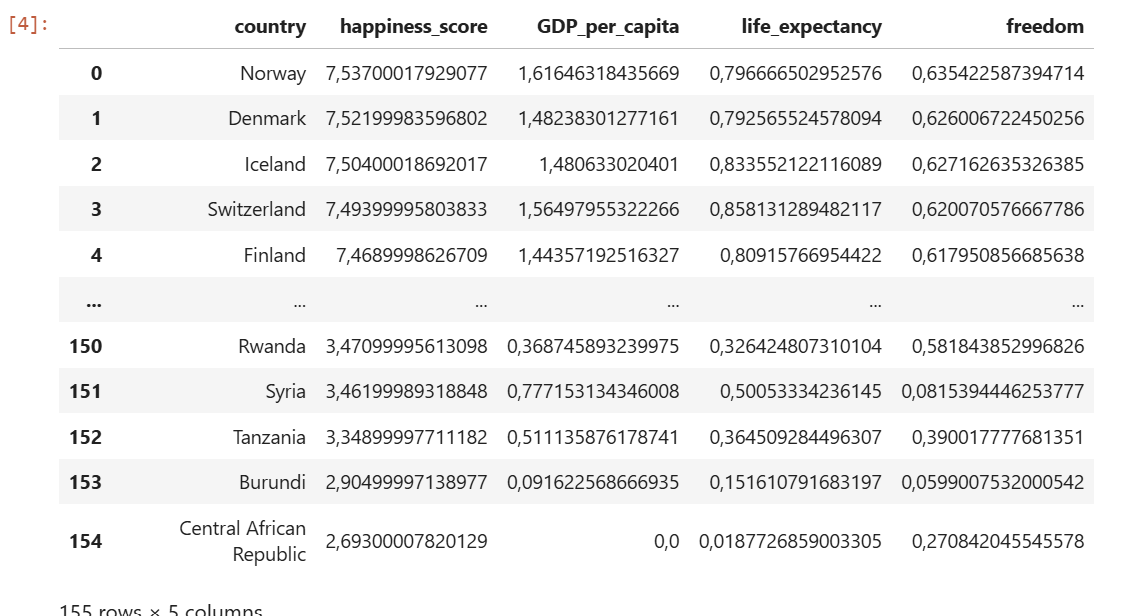 [4]: country happiness_score GDP_per_capita life_expectancy freedom
0 Norway 7,53700017929077 1,61646318435669 0,796666502952576 0,635422587394714
1 Denmark 7,52199983596802 1,48238301277161 0,792565524578094 0,626006722450256
2 Iceland 7,50400018692017 1,480633020401 0,833552122116089 0,627162635326385
3 Switzerland 7,49399995803833 1,56497955322266 0,858131289482117 0,620070576667786
4 Finland 7,4689998626709 1,44357192516327 0,80915766954422 0,617950856685638
... ... ... ... ... ...
150 Rwanda 3,47099995613098 0,368745893239975 0,326424807310104 0,581843852996826
151 Syria 3,46199989318848 0,777153134346008 0,50053334236145 0,0815394446253777
152 Tanzania 3,34899997711182 0,511135876178741 0,364509284496307 0,390017777681351
153 Burundi 2,90499997138977 0,091622568666935 0,151610791683197 0,0599007532000542
154 Central African
Republic 2,69300007820129 0,0 0,0187726859003305 0,270842045545578
155 rows × 5 columns